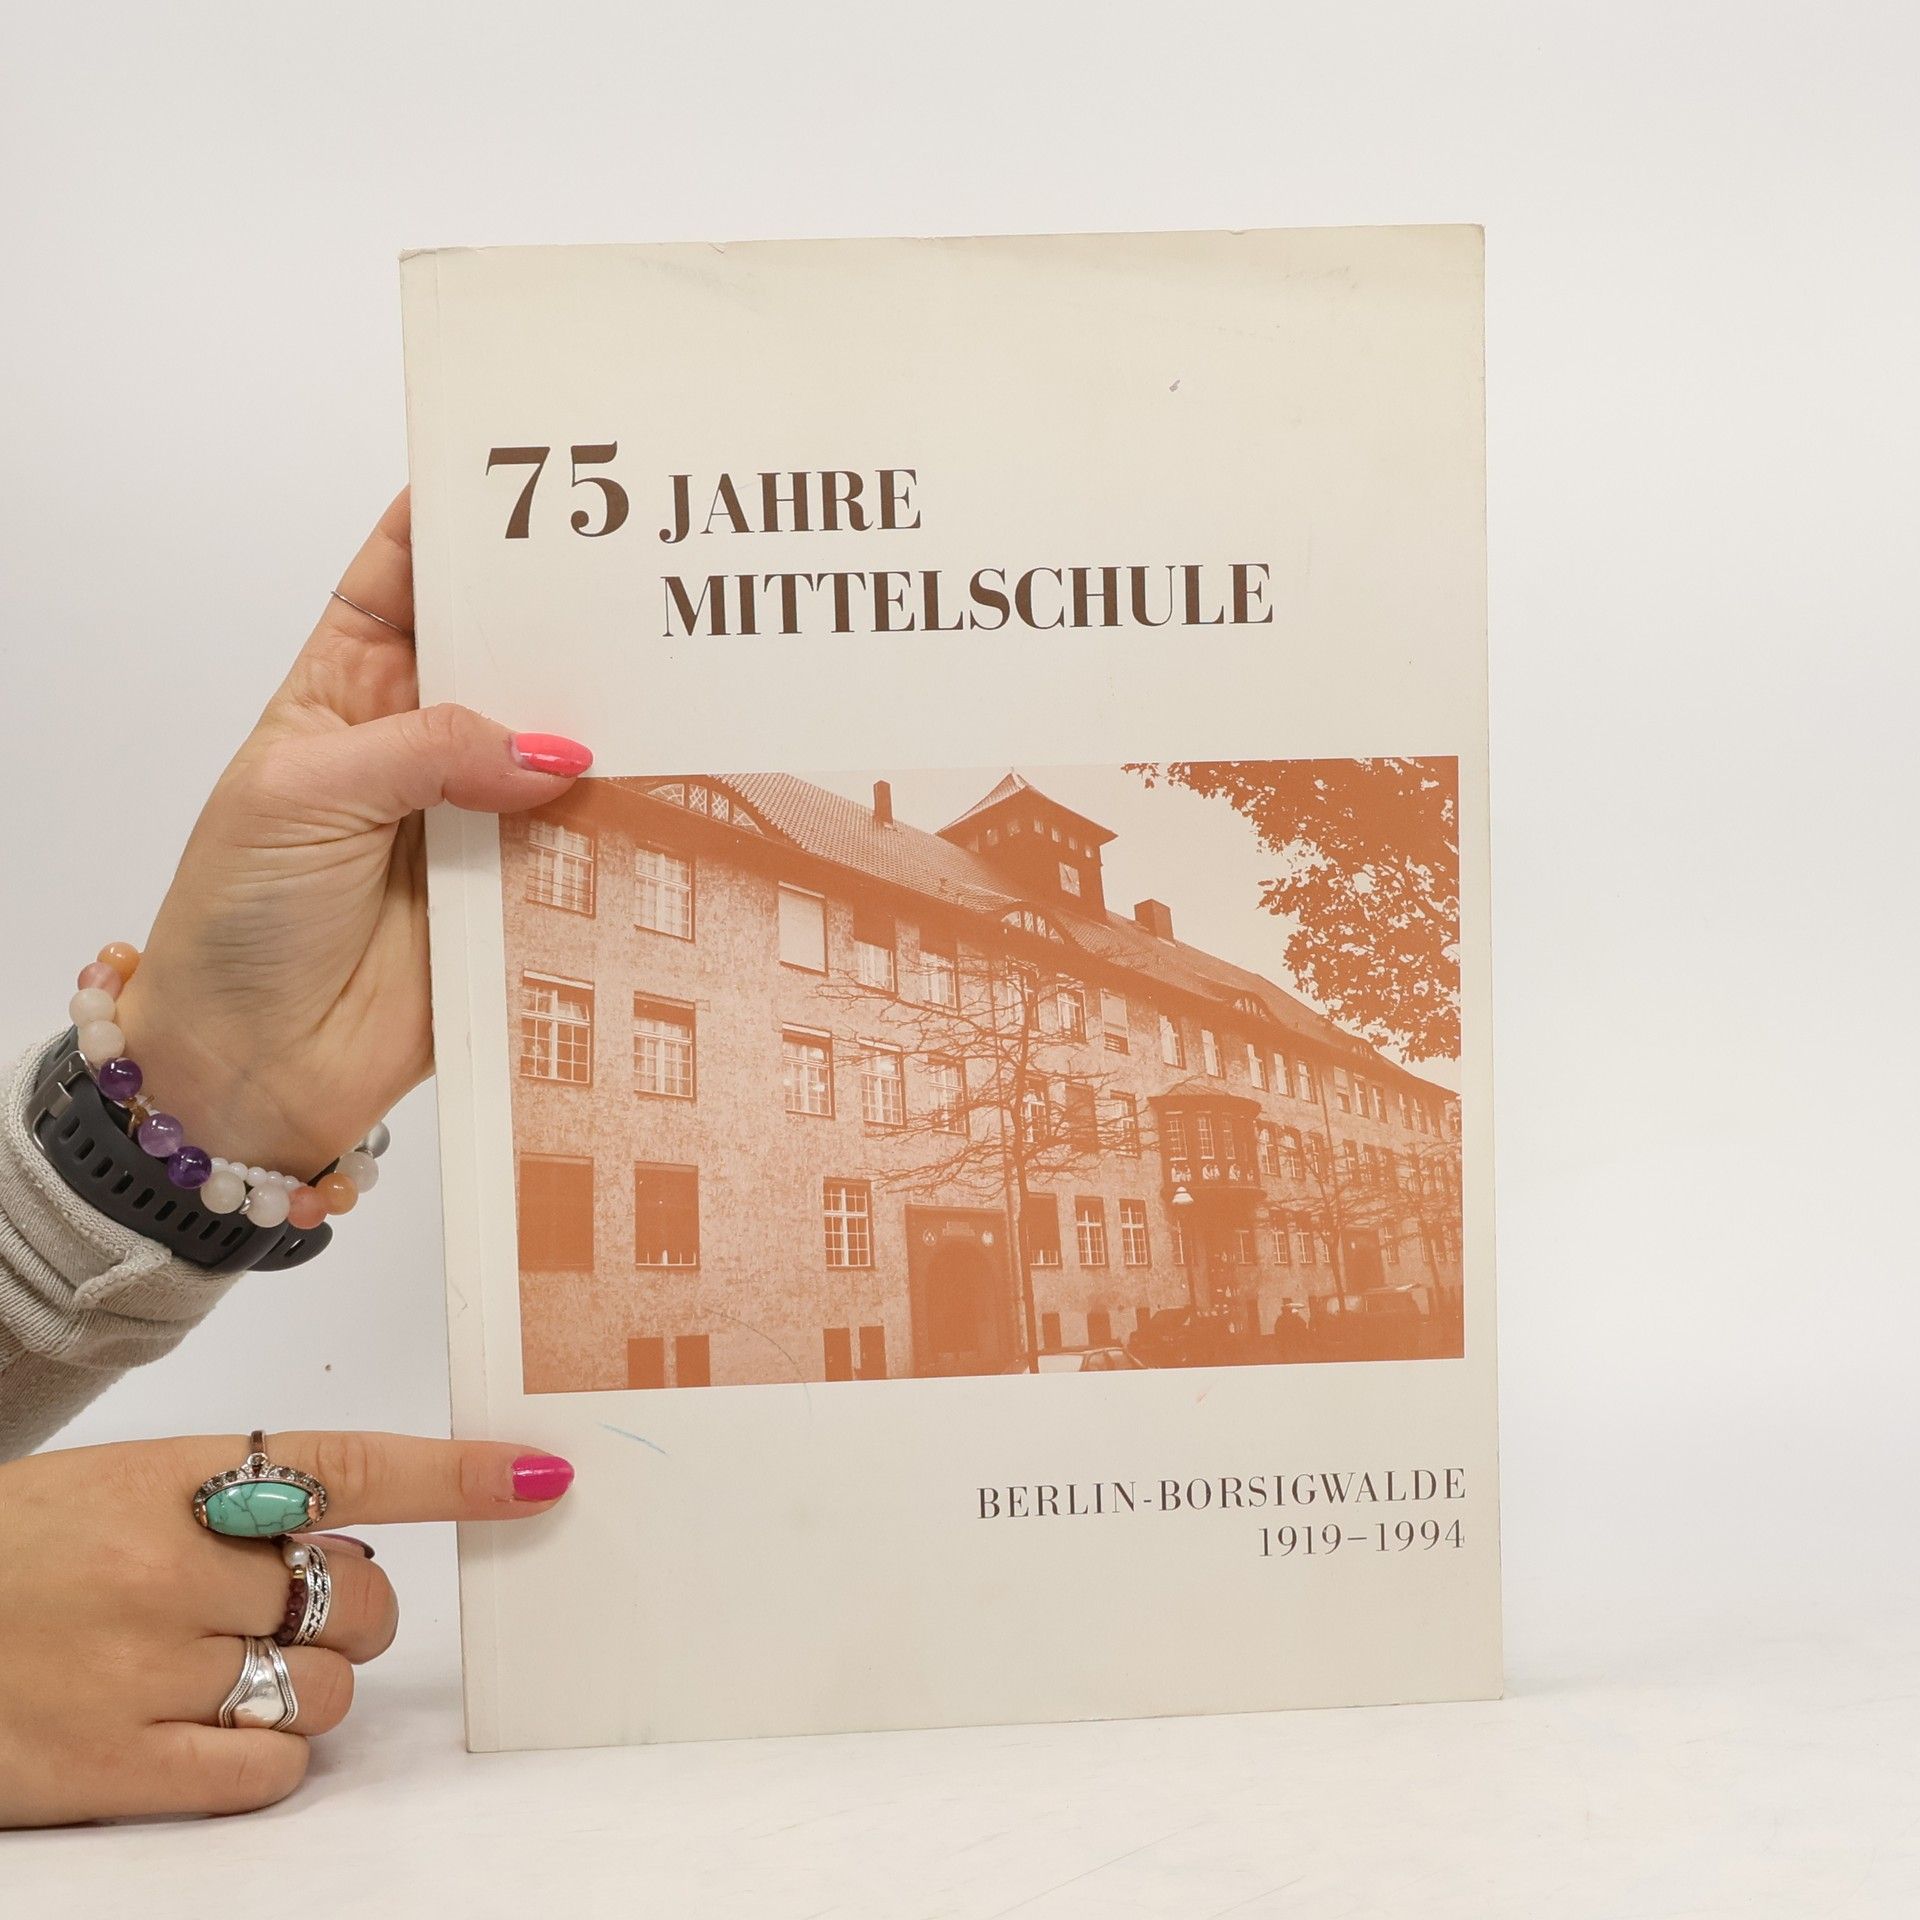 75 JAHRE
MITTELSCHULE
BERLIN-BORSIGWALDE
1919–1994